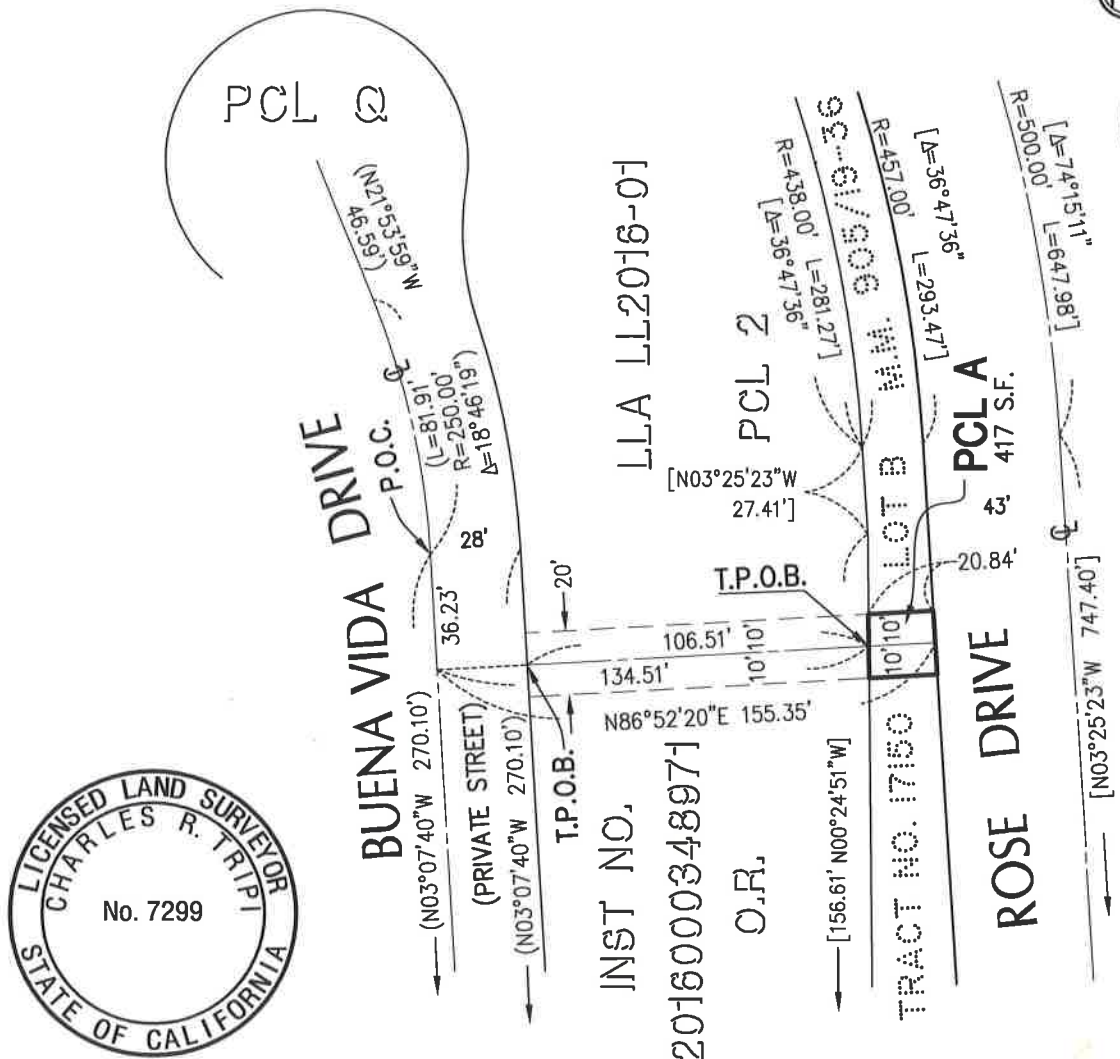 PCL Q
(N21°53'59"W
46.59')
BUENA VIDA DRIVE
P.O.C.
(L=81.91'
R=250.00'
Δ=18°46'19")
28'
36.23'
(N03°07'40"W 270.10')
(PRIVATE STREET)
(N03°07'40"W 270.10')
T.P.O.B.
20'
106.51'
134.51'
10'
10'
N86°52'20"E 155.35'
LLA LL2016-01
PCL 2
INST NO.
2016000034897-1
O.R.
[N03°25'23"W
27.41']
R=438.00' L=281.27'
[Δ=36°47'36"
T.P.O.B.
10'
10'
[156.61' N00°24'51"W]
TRACT NO. 17150 LOT B M.M. 905/19-36
R=457.00' L=293.47'
[Δ=36°47'36"
PCL A
417 S.F.
43'
20.84'
ROSE DRIVE
[Δ=74°15'11"
R=500.00' L=647.98']
[N03°25'23"W 747.40']
LICENSED LAND SURVEYOR
CHARLES R. TRIPI
No. 7299
STATE OF CALIFORNIA